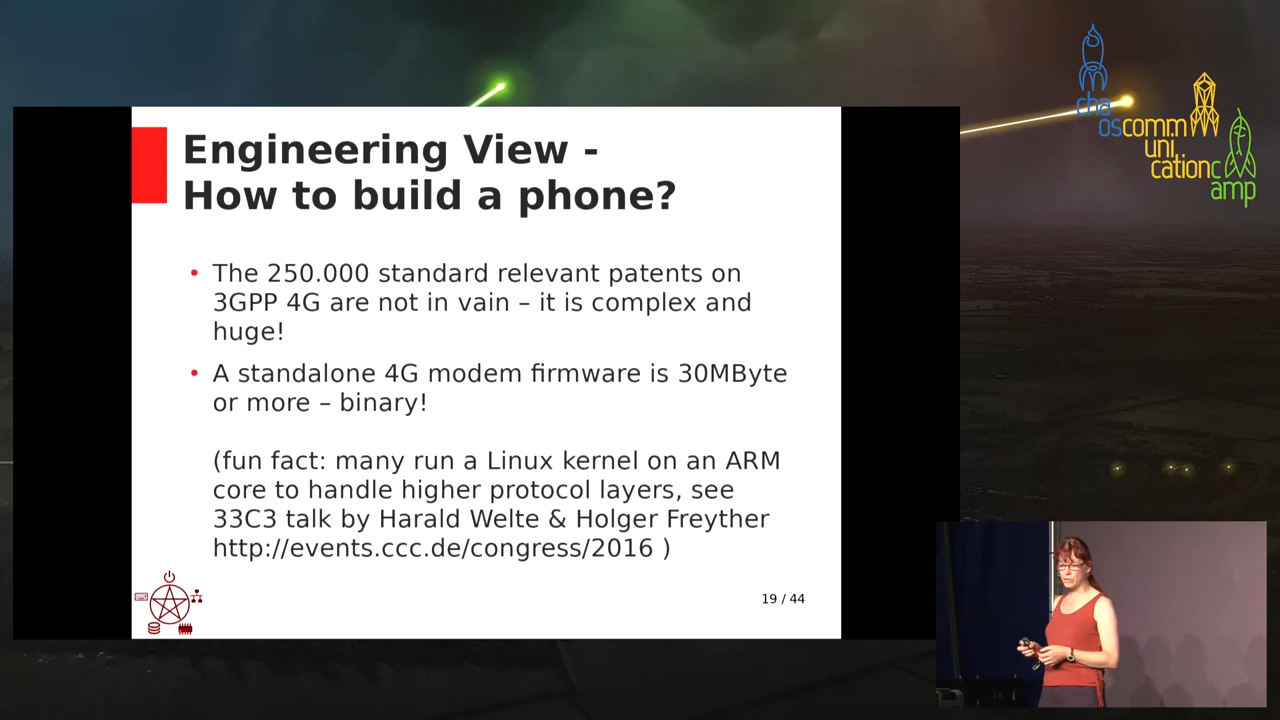 Engineering View -
How to build a phone?
• The 250.000 standard relevant patents on
3GPP 4G are not in vain – it is complex and
huge!
• A standalone 4G modem firmware is 30MByte
or more – binary!
(fun fact: many run a Linux kernel on an ARM
core to handle higher protocol layers, see
33C3 talk by Harald Welte & Holger Freyther
http://events.ccc.de/congress/2016 )
19 / 44
cha
oscomm
uni
cationc
amp